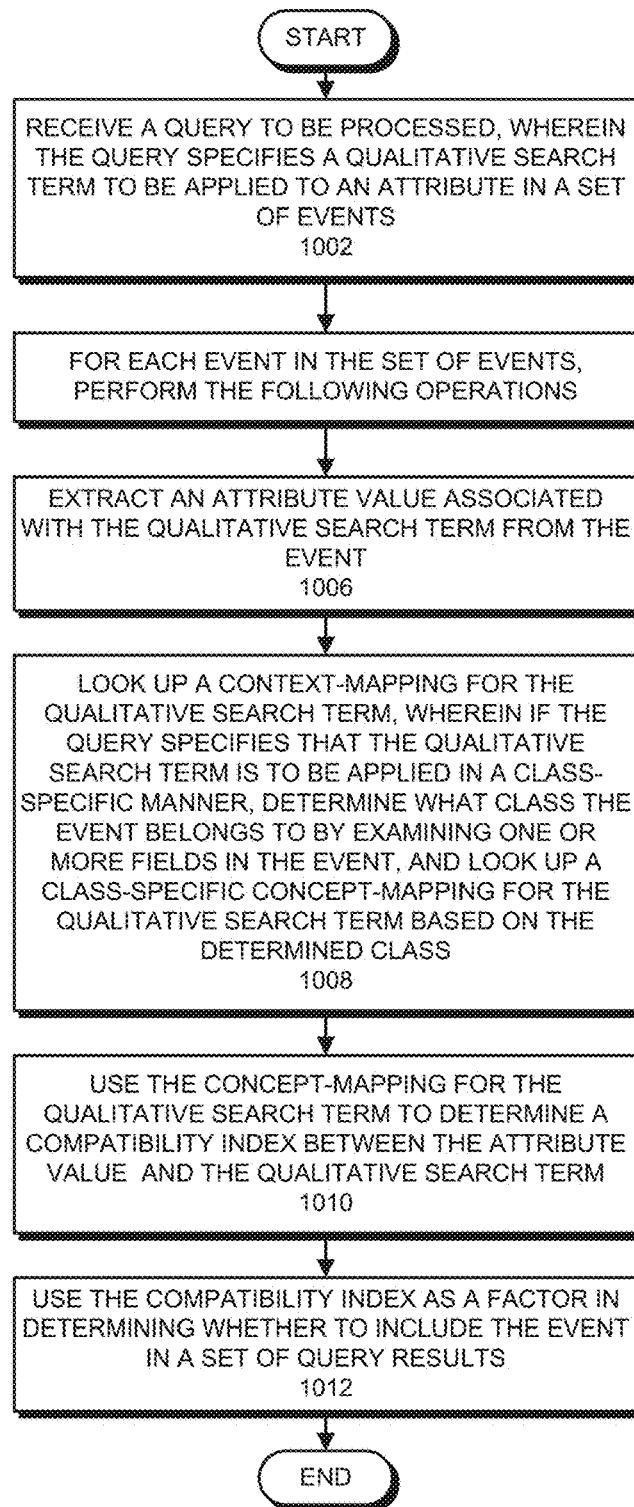 START
RECEIVE A QUERY TO BE PROCESSED, WHEREIN
THE QUERY SPECIFIES A QUALITATIVE SEARCH
TERM TO BE APPLIED TO AN ATTRIBUTE IN A SET
OF EVENTS
1002
FOR EACH EVENT IN THE SET OF EVENTS,
PERFORM THE FOLLOWING OPERATIONS
EXTRACT AN ATTRIBUTE VALUE ASSOCIATED
WITH THE QUALITATIVE SEARCH TERM FROM THE
EVENT
1006
LOOK UP A CONTEXT-MAPPING FOR THE
QUALITATIVE SEARCH TERM, WHEREIN IF THE
QUERY SPECIFIES THAT THE QUALITATIVE
SEARCH TERM IS TO BE APPLIED IN A CLASS-
SPECIFIC MANNER, DETERMINE WHAT CLASS THE
EVENT BELONGS TO BY EXAMINING ONE OR
MORE FIELDS IN THE EVENT, AND LOOK UP A
CLASS-SPECIFIC CONCEPT-MAPPING FOR THE
QUALITATIVE SEARCH TERM BASED ON THE
DETERMINED CLASS
1008
USE THE CONCEPT-MAPPING FOR THE
QUALITATIVE SEARCH TERM TO DETERMINE A
COMPATIBILITY INDEX BETWEEN THE ATTRIBUTE
VALUE AND THE QUALITATIVE SEARCH TERM
1010
USE THE COMPATIBILITY INDEX AS A FACTOR IN
DETERMINING WHETHER TO INCLUDE THE EVENT
IN A SET OF QUERY RESULTS
1012
END